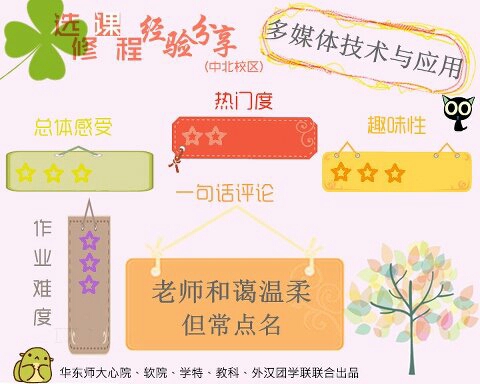 选修课程经验分享
(中北校区)
多媒体技术与应用
热门度
总体感受
趣味性
一句话评论
作业难度
老师和蔼温柔
但常点名
华东师大心院、软院、学特、教科、外汉团学联联合出品